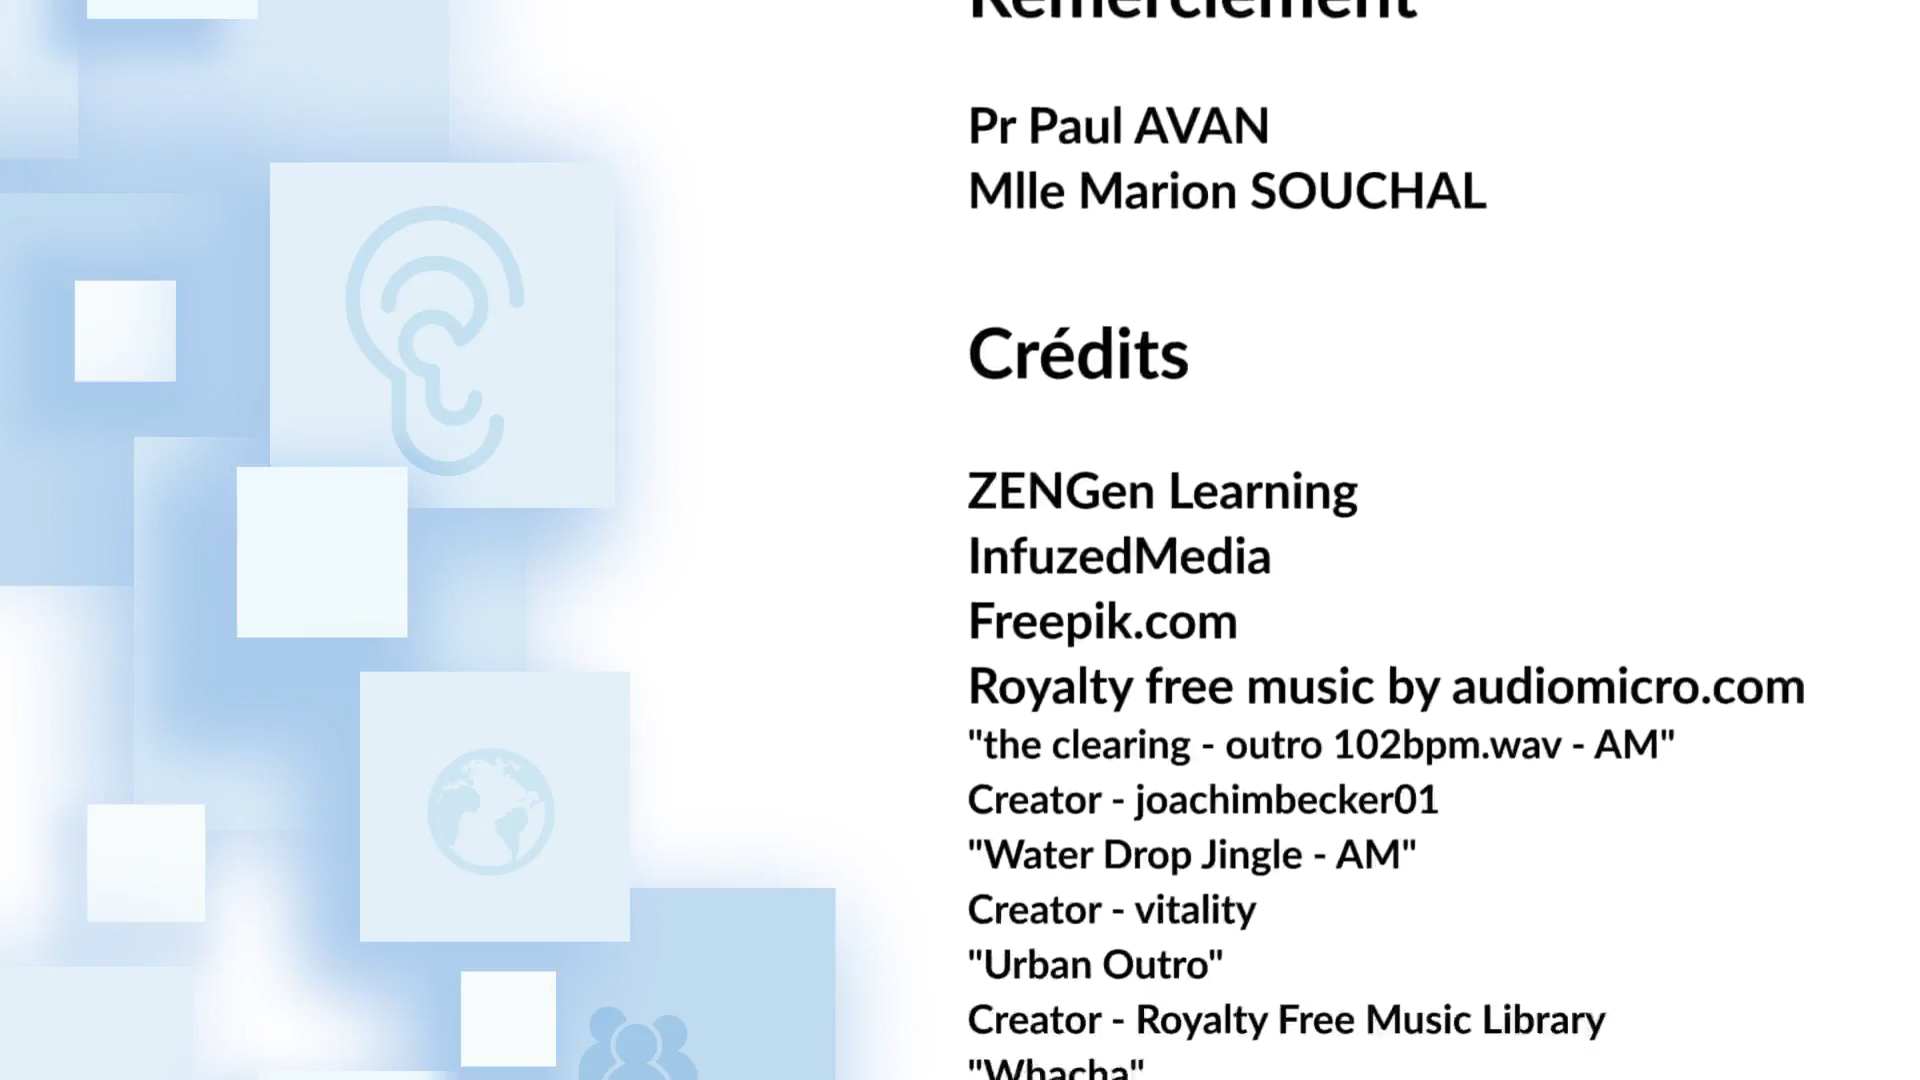 Remerciement
Pr Paul AVAN
Mlle Marion SOUCHAL
Crédits
ZENGen Learning
InfuzedMedia
Freepik.com
Royalty free music by audiomicro.com
"the clearing - outro 102bpm.wav - AM"
Creator - joachimbecker01
"Water Drop Jingle - AM"
Creator - vitality
"Urban Outro"
Creator - Royalty Free Music Library
"Whacha"